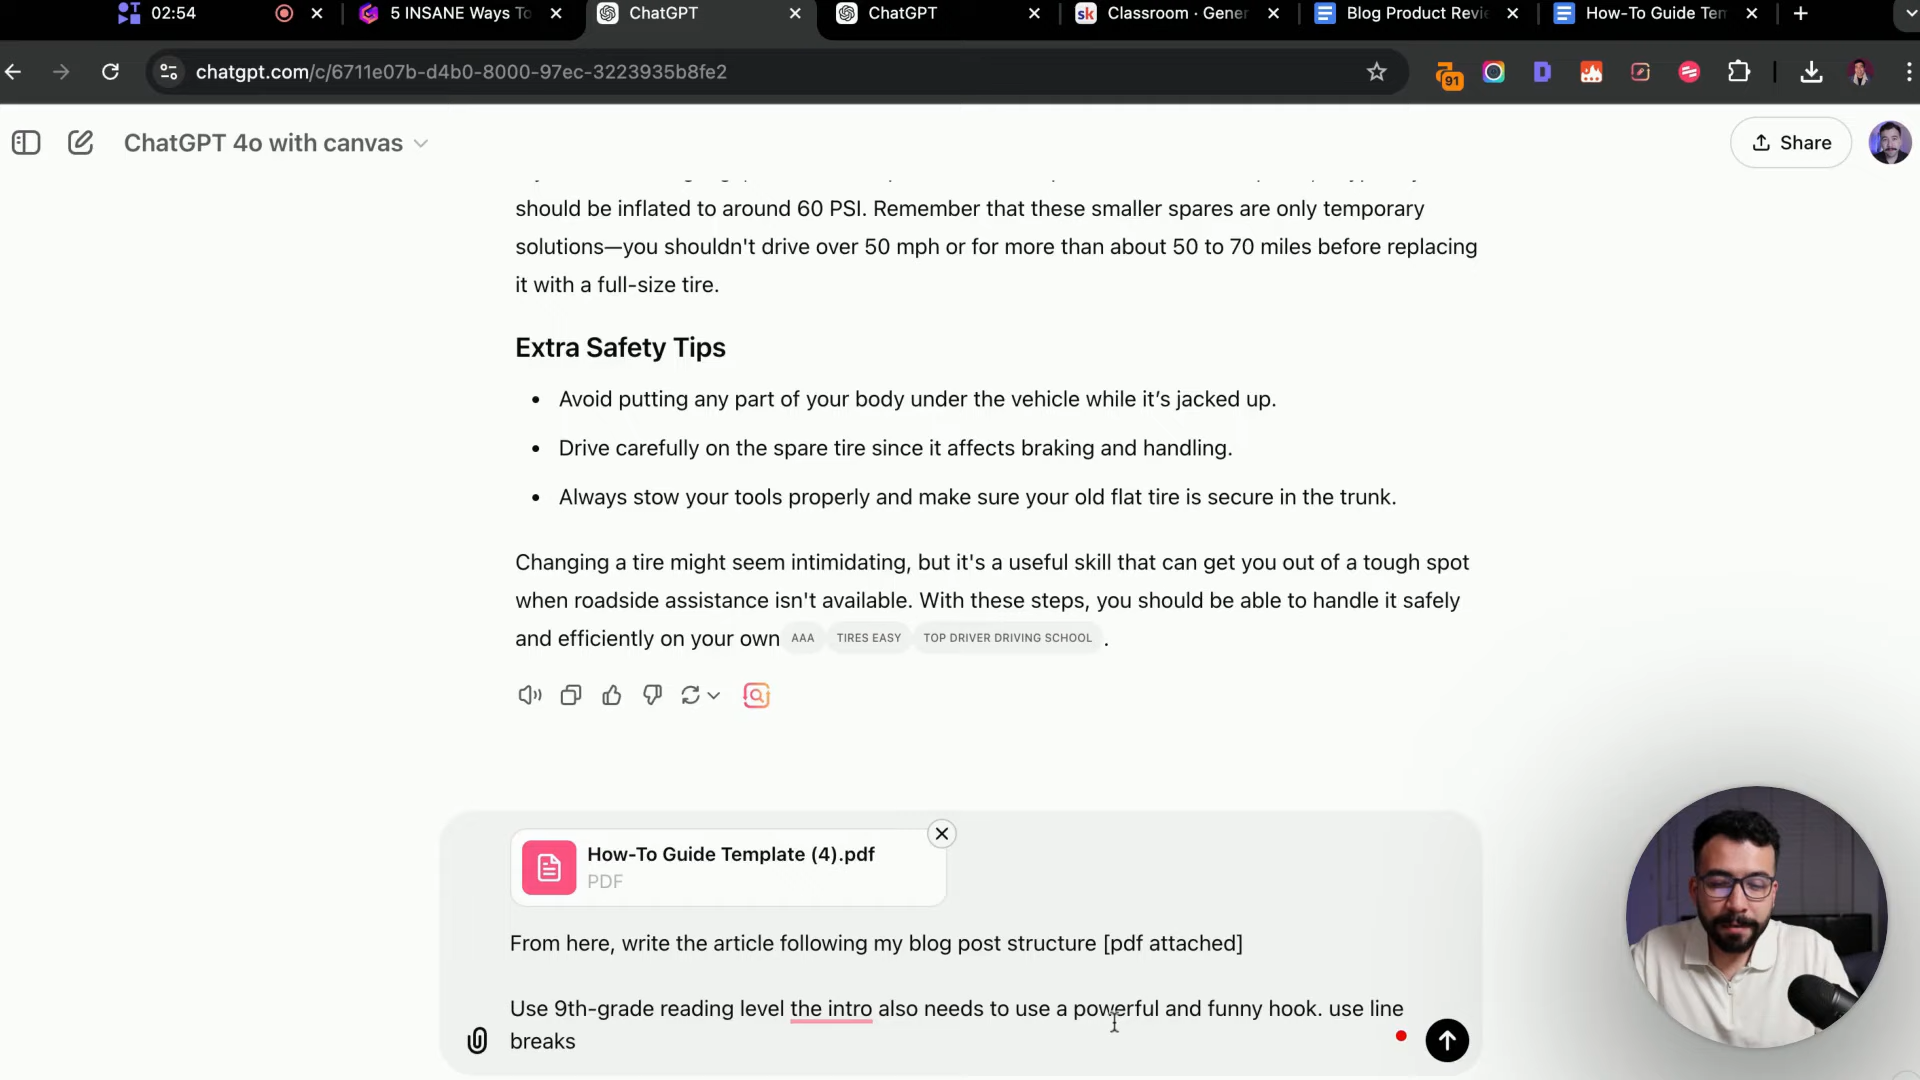 02:54
5 INSANE Ways To
ChatGPT
ChatGPT
Classroom · Gener
Blog Product Revi
How-To Guide Tem
chatgpt.com/c/6711e07b-d4b0-8000-97ec-3223935b8fe2
91
ChatGPT 4o with canvas
Share
should be inflated to around 60 PSI. Remember that these smaller spares are only temporary
solutions—you shouldn't drive over 50 mph or for more than about 50 to 70 miles before replacing
it with a full-size tire.
Extra Safety Tips
• Avoid putting any part of your body under the vehicle while it’s jacked up.
• Drive carefully on the spare tire since it affects braking and handling.
• Always stow your tools properly and make sure your old flat tire is secure in the trunk.
Changing a tire might seem intimidating, but it's a useful skill that can get you out of a tough spot
when roadside assistance isn't available. With these steps, you should be able to handle it safely
and efficiently on your own AAA TIRES EASY TOP DRIVER DRIVING SCHOOL .
How-To Guide Template (4).pdf
PDF
From here, write the article following my blog post structure [pdf attached]
Use 9th-grade reading level the intro also needs to use a powerful and funny hook. use line
breaks